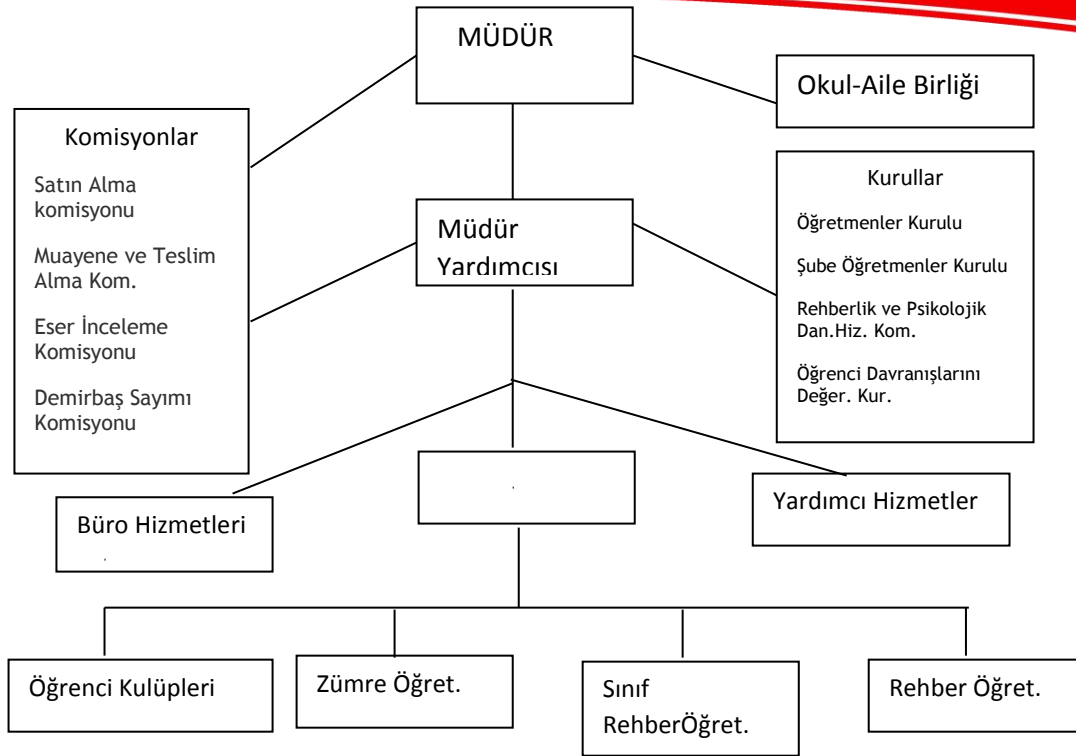 MÜDÜR
Okul-Aile Birliği
Komisyonlar
Satın Alma
komisyonu
Muayene ve Teslim
Alma Kom.
Eser İnceleme
Komisyonu
Demirbaş Sayımı
Komisyonu
Müdür
Yardımcısı
Kurullar
Öğretmenler Kurulu
Şube Öğretmenler Kurulu
Rehberlik ve Psikolojik
Dan.Hiz. Kom.
Öğrenci Davranışlarını
Değer. Kur.
Büro Hizmetleri
Yardımcı Hizmetler
Öğrenci Kulüpleri
Zümre Öğret.
Sınıf
RehberÖğret.
Rehber Öğret.